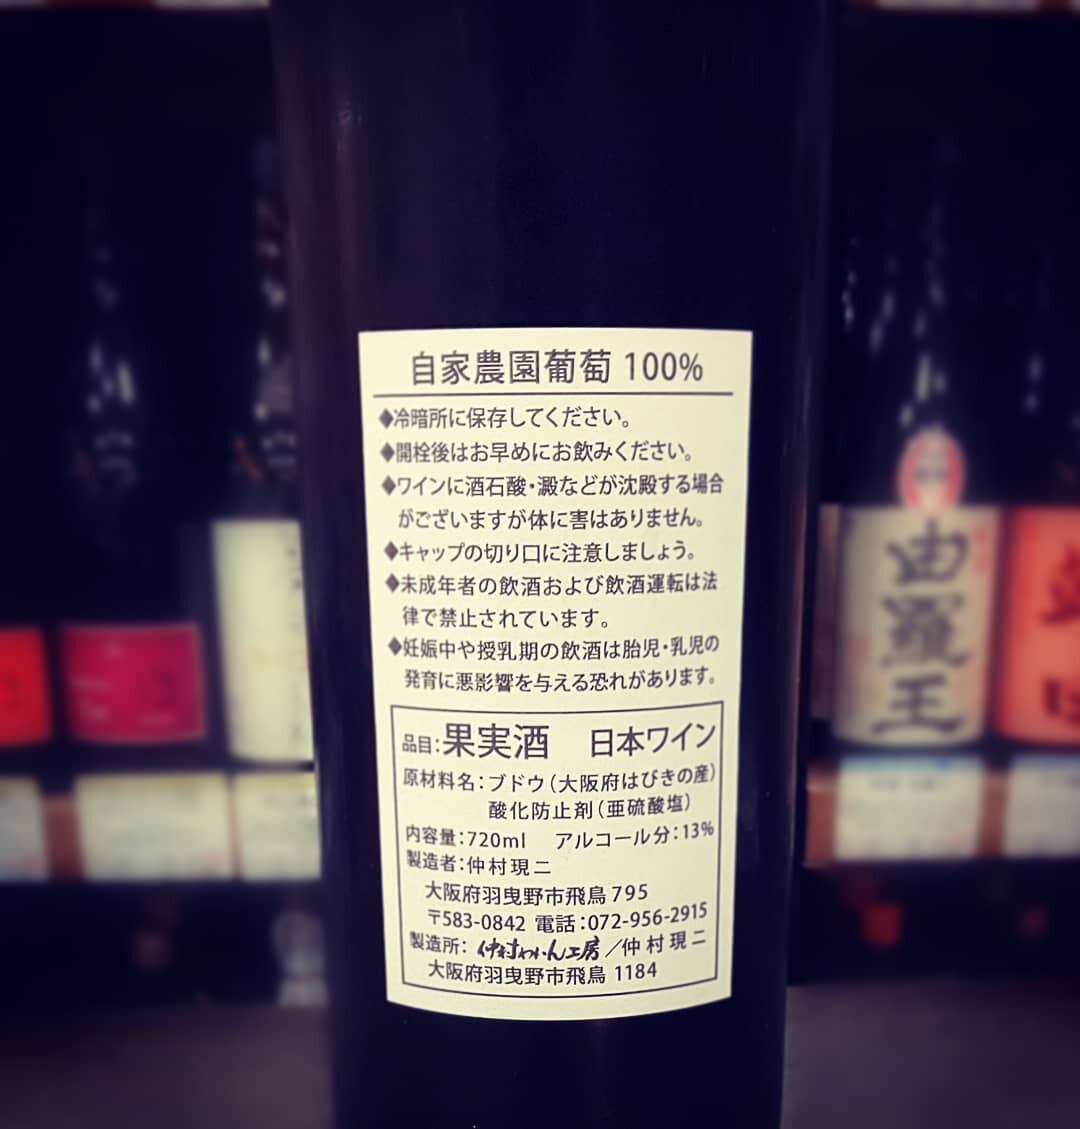 自家農園葡萄 100%
◆冷暗所に保存してください。
◆開栓後はお早めにお飲みください。
◆ワインに酒石酸・澱などが沈殿する場合
がございますが体に害はありません。
◆キャップの切り口に注意しましょう。
◆未成年者の飲酒および飲酒運転は法
律で禁止されています。
◆妊娠中や授乳期の飲酒は胎児・乳児の
発育に悪影響を与える恐れがあります。
品目：果実酒 日本ワイン
原材料名：ブドウ（大阪府はびきの産）
酸化防止剤（亜硫酸塩）
内容量：720ml アルコール分：13%
製造者：仲村現二
大阪府羽曳野市飛鳥795
〒583-0842 電話：072-956-2915
製造所：仲村わいん工房／仲村現二
大阪府羽曳野市飛鳥 1184
由羅王